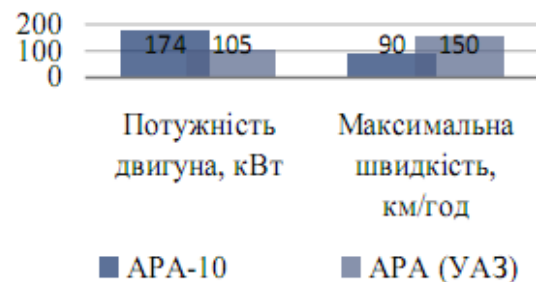 200
100
0
174 105 90 150
Потужність
двигуна, кВт
Максимальна
швидкість,
км/год
АРА-10 АРА (УАЗ)